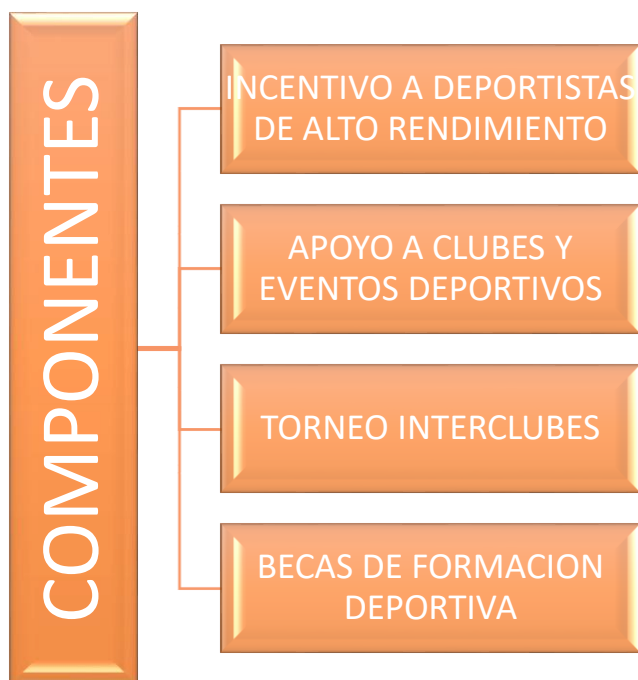 COMPONENTES
INCENTIVO A DEPORTISTAS
DE ALTO RENDIMIENTO
APOYO A CLUBES Y
EVENTOS DEPORTIVOS
TORNEO INTERCLUBES
BECAS DE FORMACION
DEPORTIVA